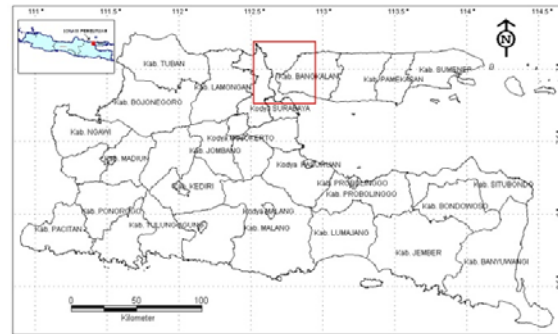 111 111.5 112 112.5 113 113.5 114 114.5
LOKASI PEMBORAN
N
Kab. TUBAN
Kab. LAMONGAN
Kab. BANGKALAN
Kab. PAMEKASAN
Kab. SUMENEP
Kab. BOJONEGORO
Kodya SURABAYA
Kab. NGAWI
Kodya MOJOKERTO
Kab. JOMBANG
Kab. MADIUN
Kodya PASURUAN
Kab. KEDIRI
Kab. PROBOLINGGO
Kab. PROBOLINGGO
Kab. SITUBONDO
Kab. BONDOWOSO
Kab. PONOROGO
Kab. PACITAN
Kab. TULUNGAGUNG
Kodya MALANG
Kab. MALANG
Kab. LUMAJANG
Kab. JEMBER
Kab. BANYUWANGI
0 50 100
Kilometer